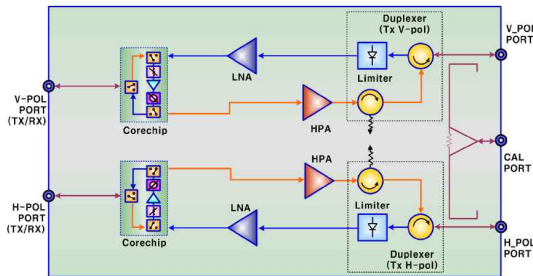 Duplexer
(Tx V-pol)
V_POL
PORT
LNA
Limiter
V-POL
PORT
(TX/RX)
Corechip
HPA
CAL
PORT
HPA
H-POL
PORT
(TX/RX)
LNA
Limiter
Corechip
Duplexer
(Tx H-pol)
H_POL
PORT